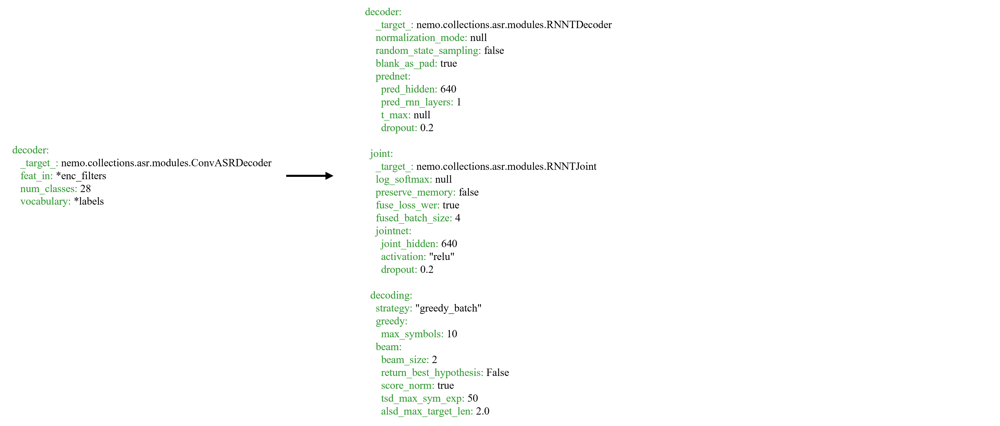 decoder:
_target_: nemo.collections.asr.modules.ConvASRDecoder
feat_in: *enc_filters
num_classes: 28
vocabulary: *labels
decoder:
_target_: nemo.collections.asr.modules.RNNTDecoder
normalization_mode: null
random_state_sampling: false
blank_as_pad: true
prednet:
pred_hidden: 640
pred_rnn_layers: 1
t_max: null
dropout: 0.2
joint:
_target_: nemo.collections.asr.modules.RNNTJoint
log_softmax: null
preserve_memory: false
fuse_loss_wer: true
fused_batch_size: 4
jointnet:
joint_hidden: 640
activation: "relu"
dropout: 0.2
decoding:
strategy: "greedy_batch"
greedy:
max_symbols: 10
beam:
beam_size: 2
return_best_hypothesis: False
score_norm: true
tsd_max_sym_exp: 50
alsd_max_target_len: 2.0